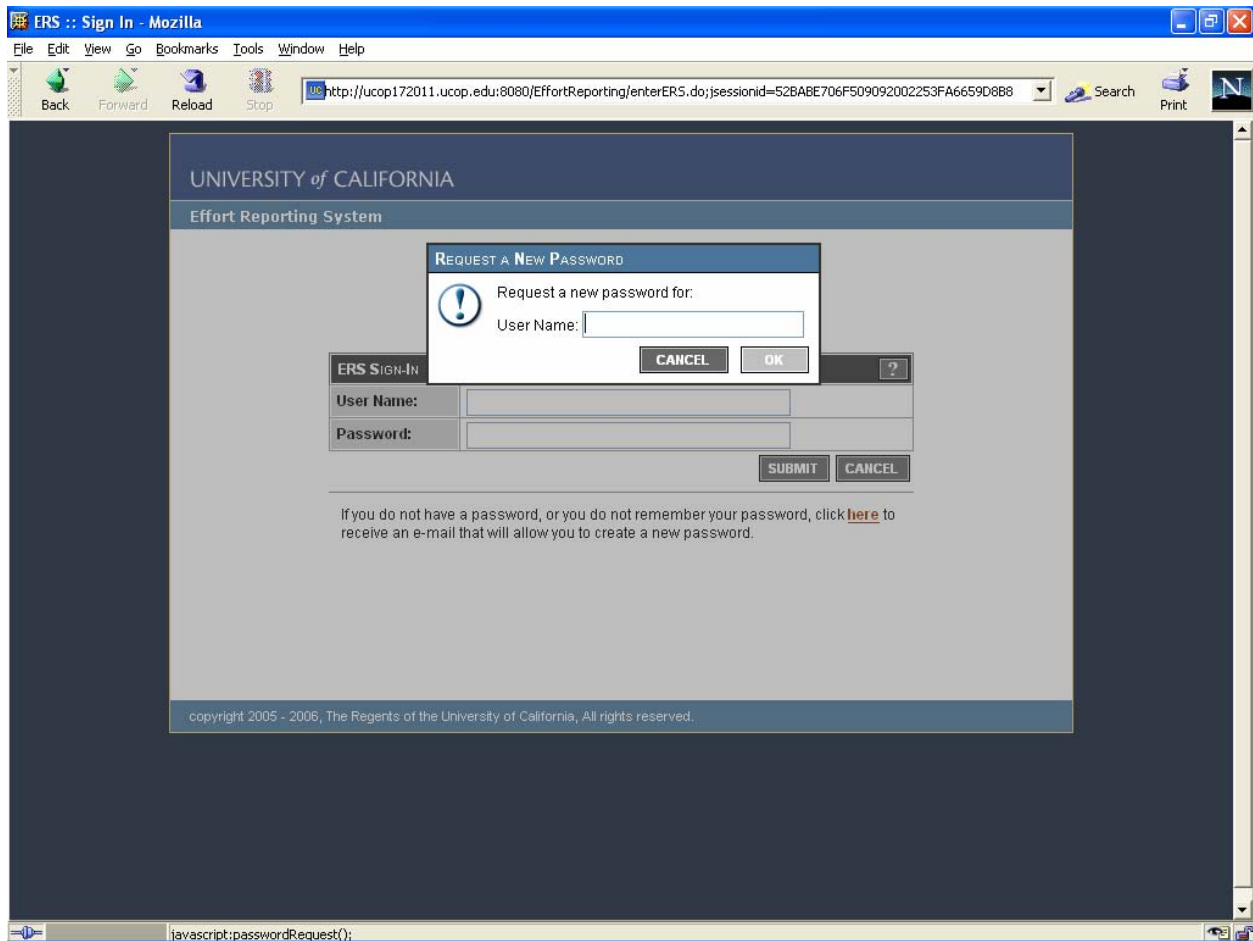 ERS :: Sign In - Mozilla
File Edit View Go Bookmarks Tools Window Help
Back Forward Reload Stop UC http://ucop172011.ucop.edu:8080/EffortReporting/enterERS.do;jsessionid=52BABE706F509092002253FA6659D8B8 Search Print N
UNIVERSITY of CALIFORNIA
Effort Reporting System
REQUEST A NEW PASSWORD
Request a new password for:
User Name:
CANCEL OK
ERS SIGN-IN ?
User Name:
Password:
SUBMIT CANCEL
If you do not have a password, or you do not remember your password, click here to
receive an e-mail that will allow you to create a new password.
copyright 2005 - 2006, The Regents of the University of California, All rights reserved.
javascript:passwordRequest();